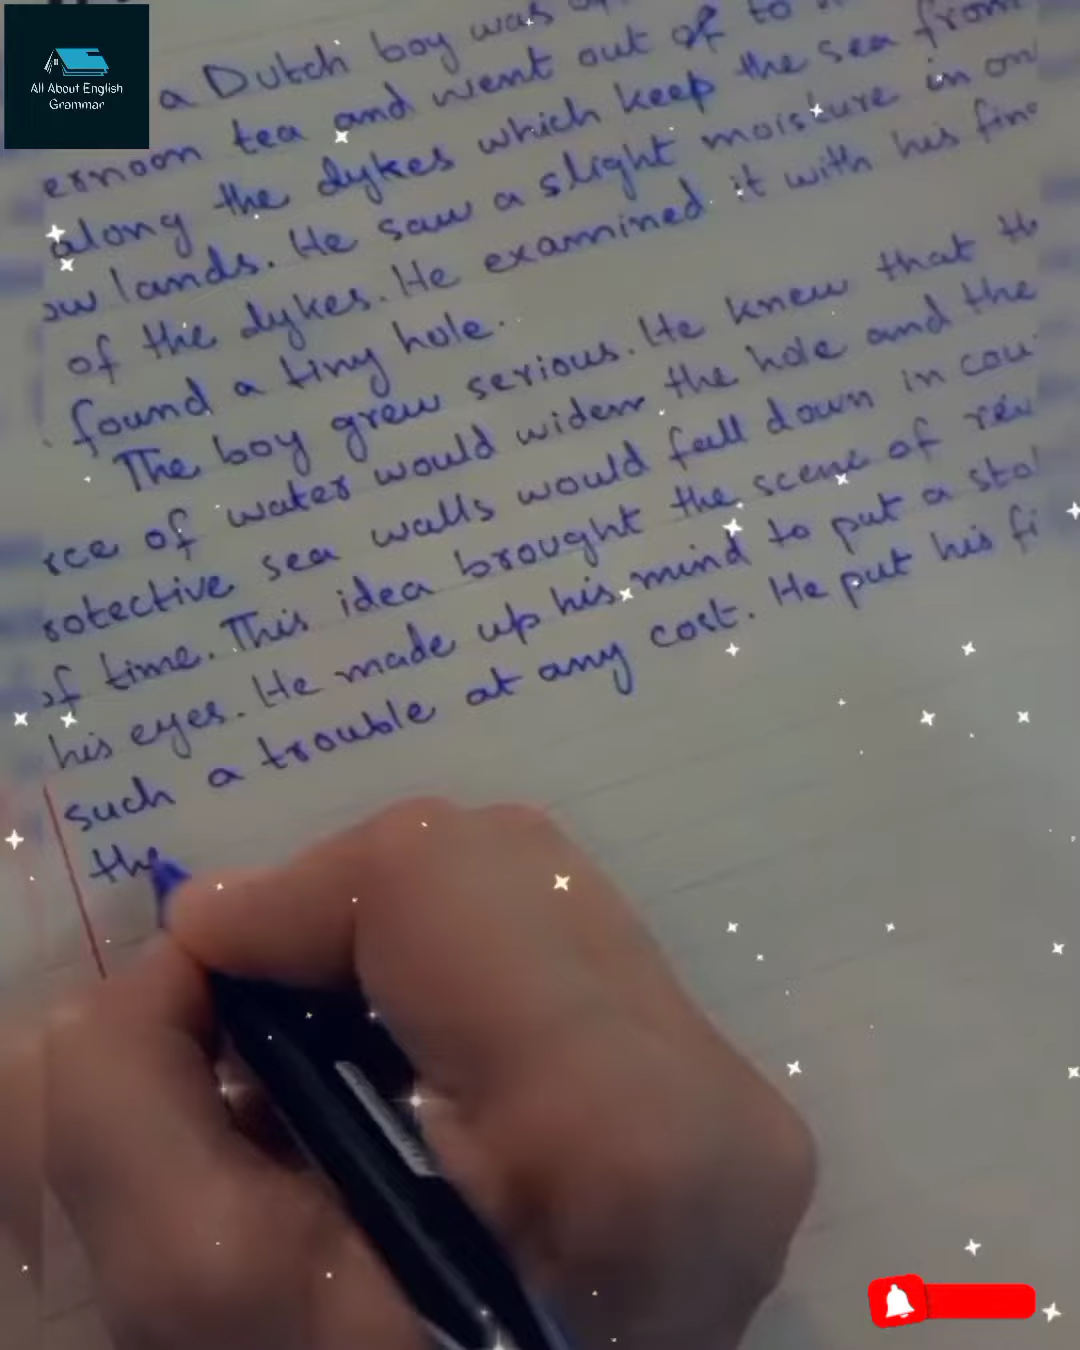 All About English
Grammar
a Dutch boy was
ernoon tea and went out of to
along the dykes which keep the sea from
ow lands. He saw a slight moisture in on
of the dykes. He examined it with his fin
found a tiny hole.
The boy grew serious. He knew that th
rce of water would widen the hole and the
rotective sea walls would fall down in cou
of time. This idea brought the scene of
his eyes. He made up his mind to put a sto
such a trouble at any cost. He put his fi
the